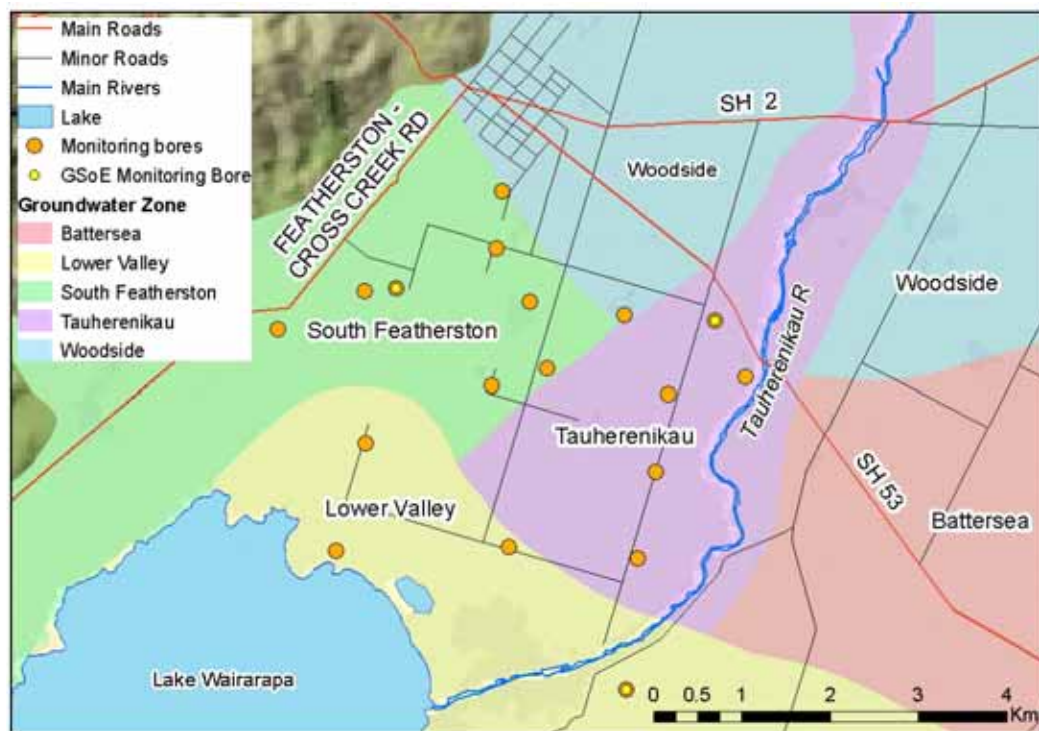 Main Roads
Minor Roads
Main Rivers
Lake
Monitoring bores
GSoE Monitoring Bore
Groundwater Zone
Battersea
Lower Valley
South Featherston
Tauherenikau
Woodside
FEATHERSTON -
CROSS CREEK RD
SH 2
Woodside
Woodside
South Featherston
Tauherenikau R
Tauherenikau
SH 53
Lower Valley
Battersea
Lake Wairarapa
0 0.5 1 2 3 4
Km